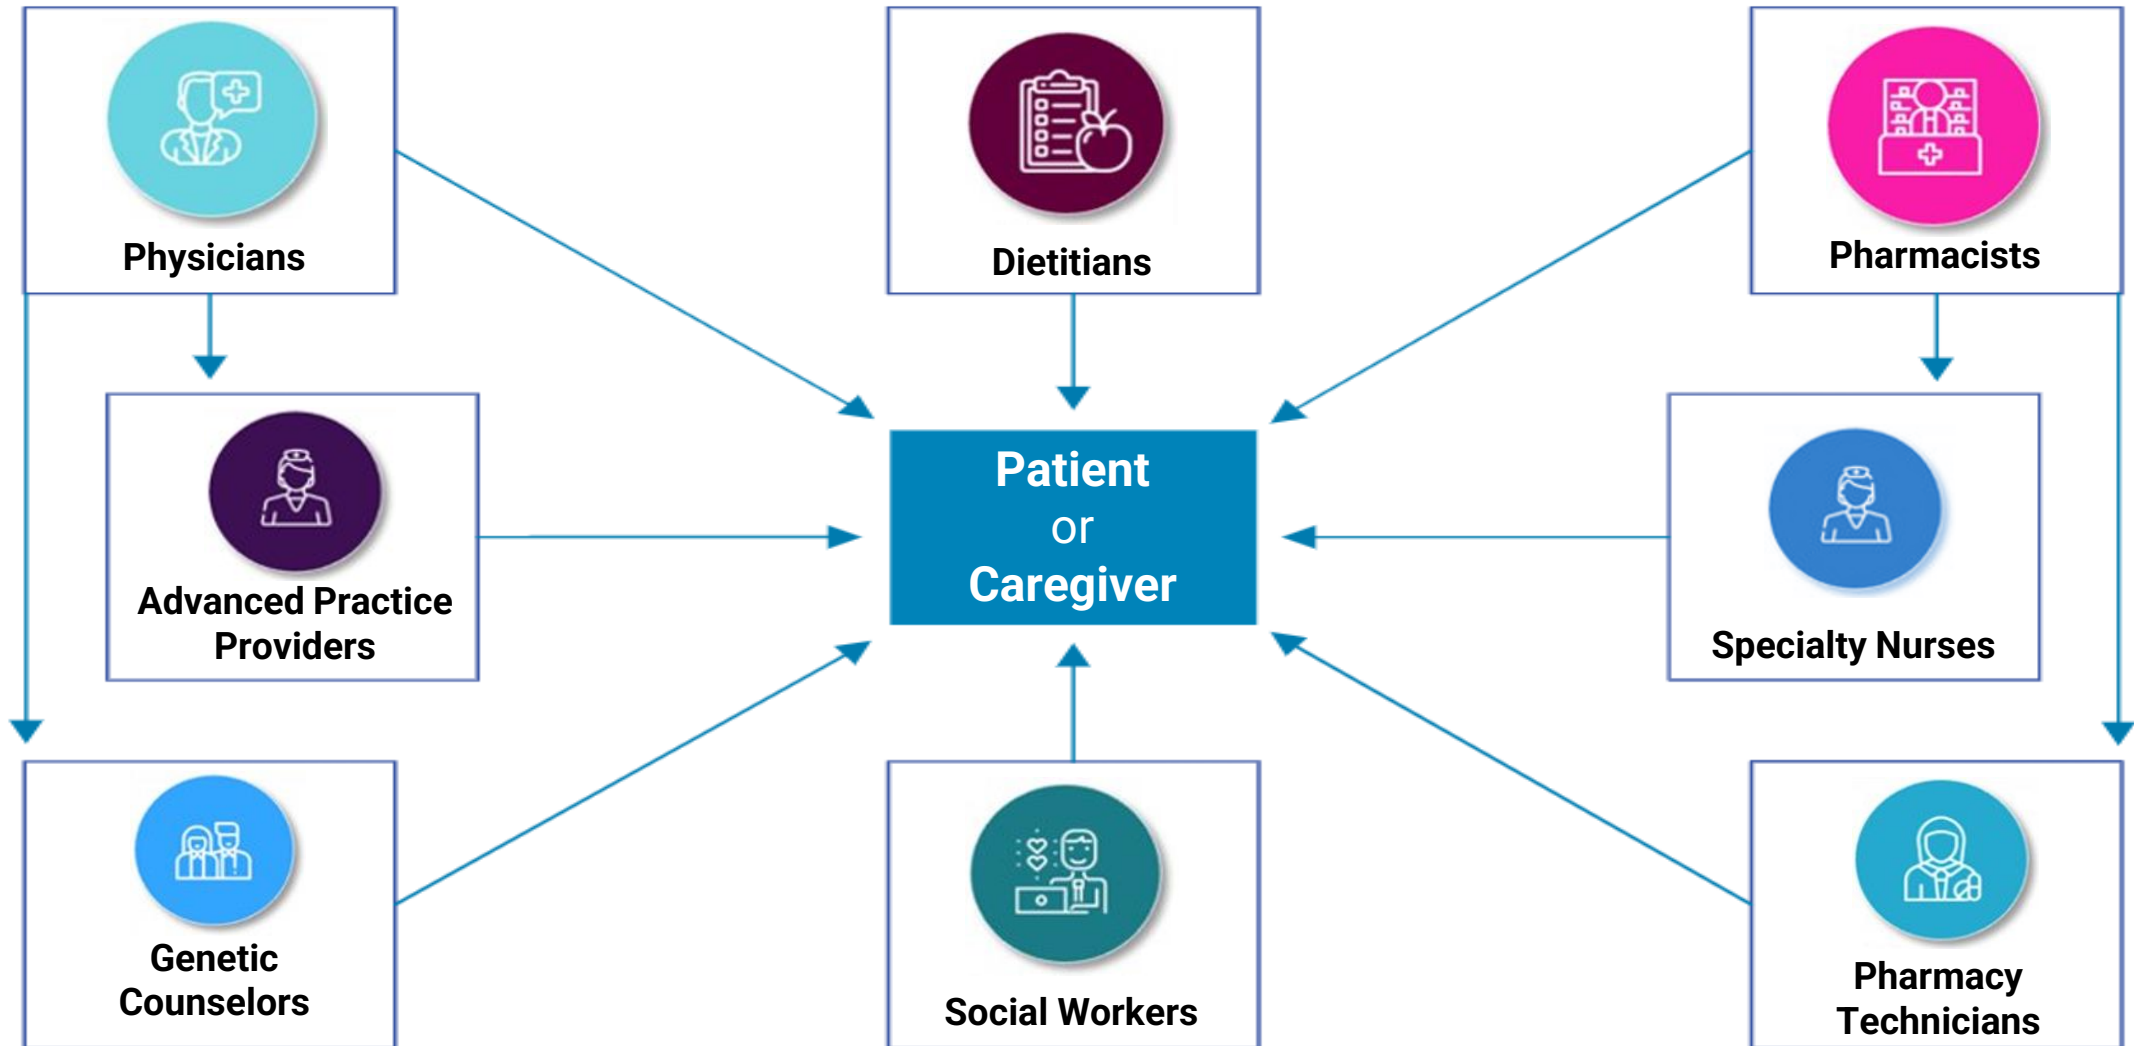 Physicians
Dietitians
Pharmacists
Patient
or
Caregiver
Advanced Practice
Providers
Specialty Nurses
Genetic
Counselors
Social Workers
Pharmacy
Technicians